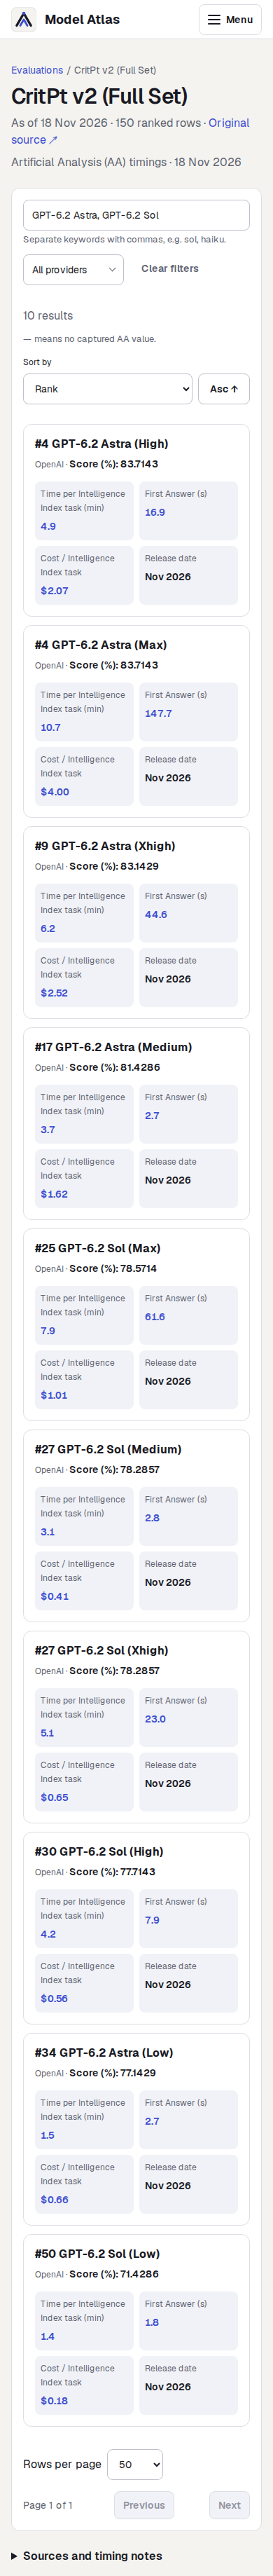 Model Atlas
Menu
Evaluations / CritPt v2 (Full Set)
CritPt v2 (Full Set)
As of 18 Nov 2026 · 150 ranked rows · Original
source ↗
Artificial Analysis (AA) timings · 18 Nov 2026
GPT-6.2 Astra, GPT-6.2 Sol
Separate keywords with commas, e.g. sol, haiku.
All providers
Clear filters
10 results
— means no captured AA value.
Sort by
Rank
Asc ↑
#4 GPT-6.2 Astra (High)
OpenAI · Score (%): 83.7143
Time per Intelligence
Index task (min)
4.9
First Answer (s)
16.9
Cost / Intelligence
Index task
$2.07
Release date
Nov 2026
#4 GPT-6.2 Astra (Max)
OpenAI · Score (%): 83.7143
Time per Intelligence
Index task (min)
10.7
First Answer (s)
147.7
Cost / Intelligence
Index task
$4.00
Release date
Nov 2026
#9 GPT-6.2 Astra (Xhigh)
OpenAI · Score (%): 83.1429
Time per Intelligence
Index task (min)
6.2
First Answer (s)
44.6
Cost / Intelligence
Index task
$2.52
Release date
Nov 2026
#17 GPT-6.2 Astra (Medium)
OpenAI · Score (%): 81.4286
Time per Intelligence
Index task (min)
3.7
First Answer (s)
2.7
Cost / Intelligence
Index task
$1.62
Release date
Nov 2026
#25 GPT-6.2 Sol (Max)
OpenAI · Score (%): 78.5714
Time per Intelligence
Index task (min)
7.9
First Answer (s)
61.6
Cost / Intelligence
Index task
$1.01
Release date
Nov 2026
#27 GPT-6.2 Sol (Medium)
OpenAI · Score (%): 78.2857
Time per Intelligence
Index task (min)
3.1
First Answer (s)
2.8
Cost / Intelligence
Index task
$0.41
Release date
Nov 2026
#27 GPT-6.2 Sol (Xhigh)
OpenAI · Score (%): 78.2857
Time per Intelligence
Index task (min)
5.1
First Answer (s)
23.0
Cost / Intelligence
Index task
$0.65
Release date
Nov 2026
#30 GPT-6.2 Sol (High)
OpenAI · Score (%): 77.7143
Time per Intelligence
Index task (min)
4.2
First Answer (s)
7.9
Cost / Intelligence
Index task
$0.56
Release date
Nov 2026
#34 GPT-6.2 Astra (Low)
OpenAI · Score (%): 77.1429
Time per Intelligence
Index task (min)
1.5
First Answer (s)
2.7
Cost / Intelligence
Index task
$0.66
Release date
Nov 2026
#50 GPT-6.2 Sol (Low)
OpenAI · Score (%): 71.4286
Time per Intelligence
Index task (min)
1.4
First Answer (s)
1.8
Cost / Intelligence
Index task
$0.18
Release date
Nov 2026
Rows per page
50
Page 1 of 1
Previous
Next
▶ Sources and timing notes